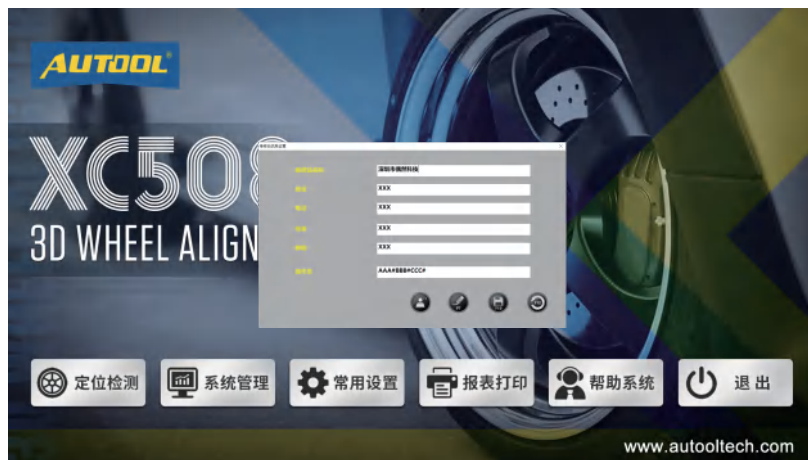 AUTOOL
XC508
3D WHEEL ALIGN
深圳市偶然科技
XXX
XXX
XXX
XXX
AAA#BBB#CCC#
定位检测
系统管理
常用设置
报表打印
帮助系统
退出
www.autooltech.com